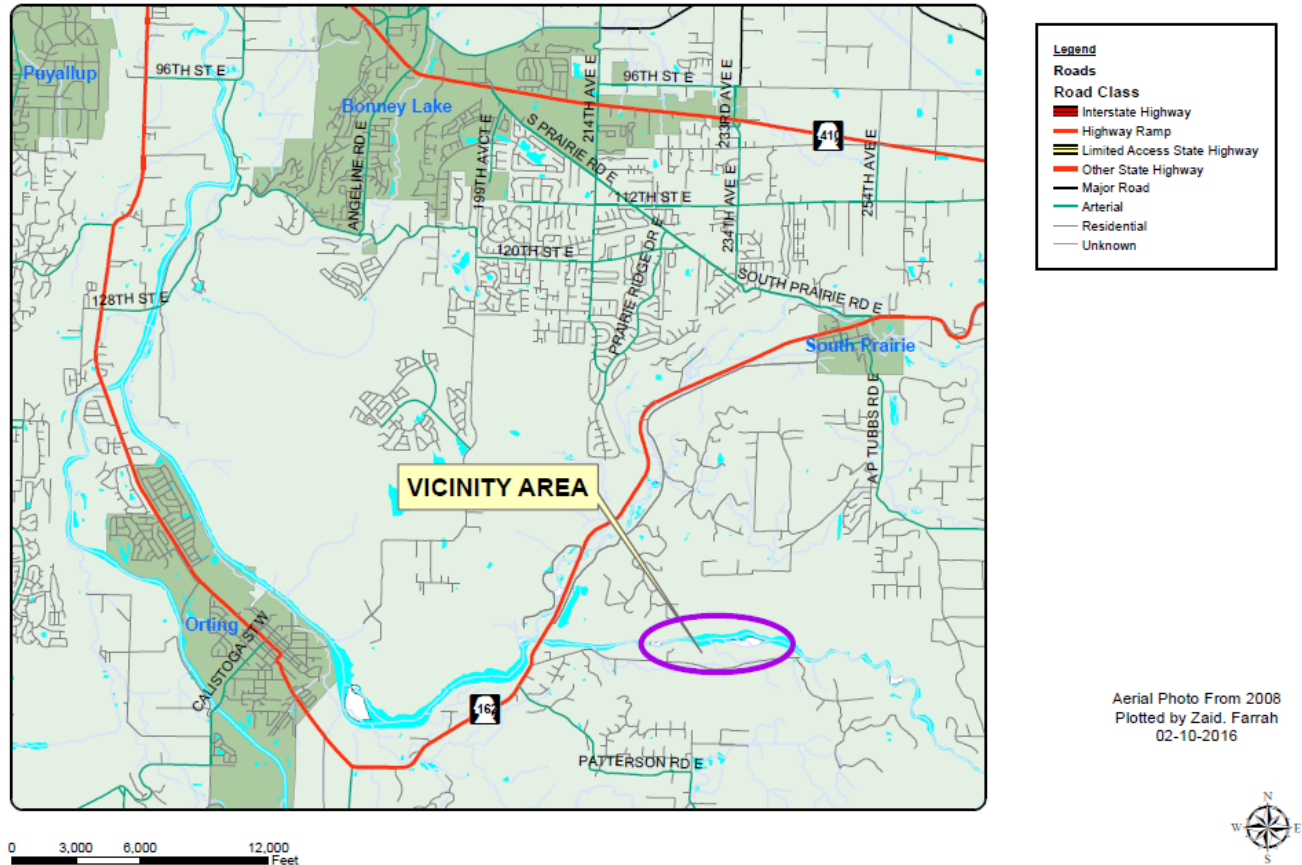 Puyallup
96TH ST E
Bonney Lake
ANGELINE RD E
199TH AVCT E
S PRAIRIE RD E
214TH AVE E
96TH ST E
233RD AVE E
410
254TH AVE E
112TH ST E
234TH AVE E
120TH ST E
PRAIRIE RIDGE DR E
SOUTH PRAIRIE RD E
128TH ST E
South Prairie
A P TUBBS RD E
VICINITY AREA
Orting
CALISTOGA ST W
162
PATTERSON RD E
Legend
Roads
Road Class
Interstate Highway
Highway Ramp
Limited Access State Highway
Other State Highway
Major Road
Arterial
Residential
Unknown
Aerial Photo From 2008
Plotted by Zaid. Farrah
02-10-2016
N
W E
S
0 3,000 6,000 12,000
Feet